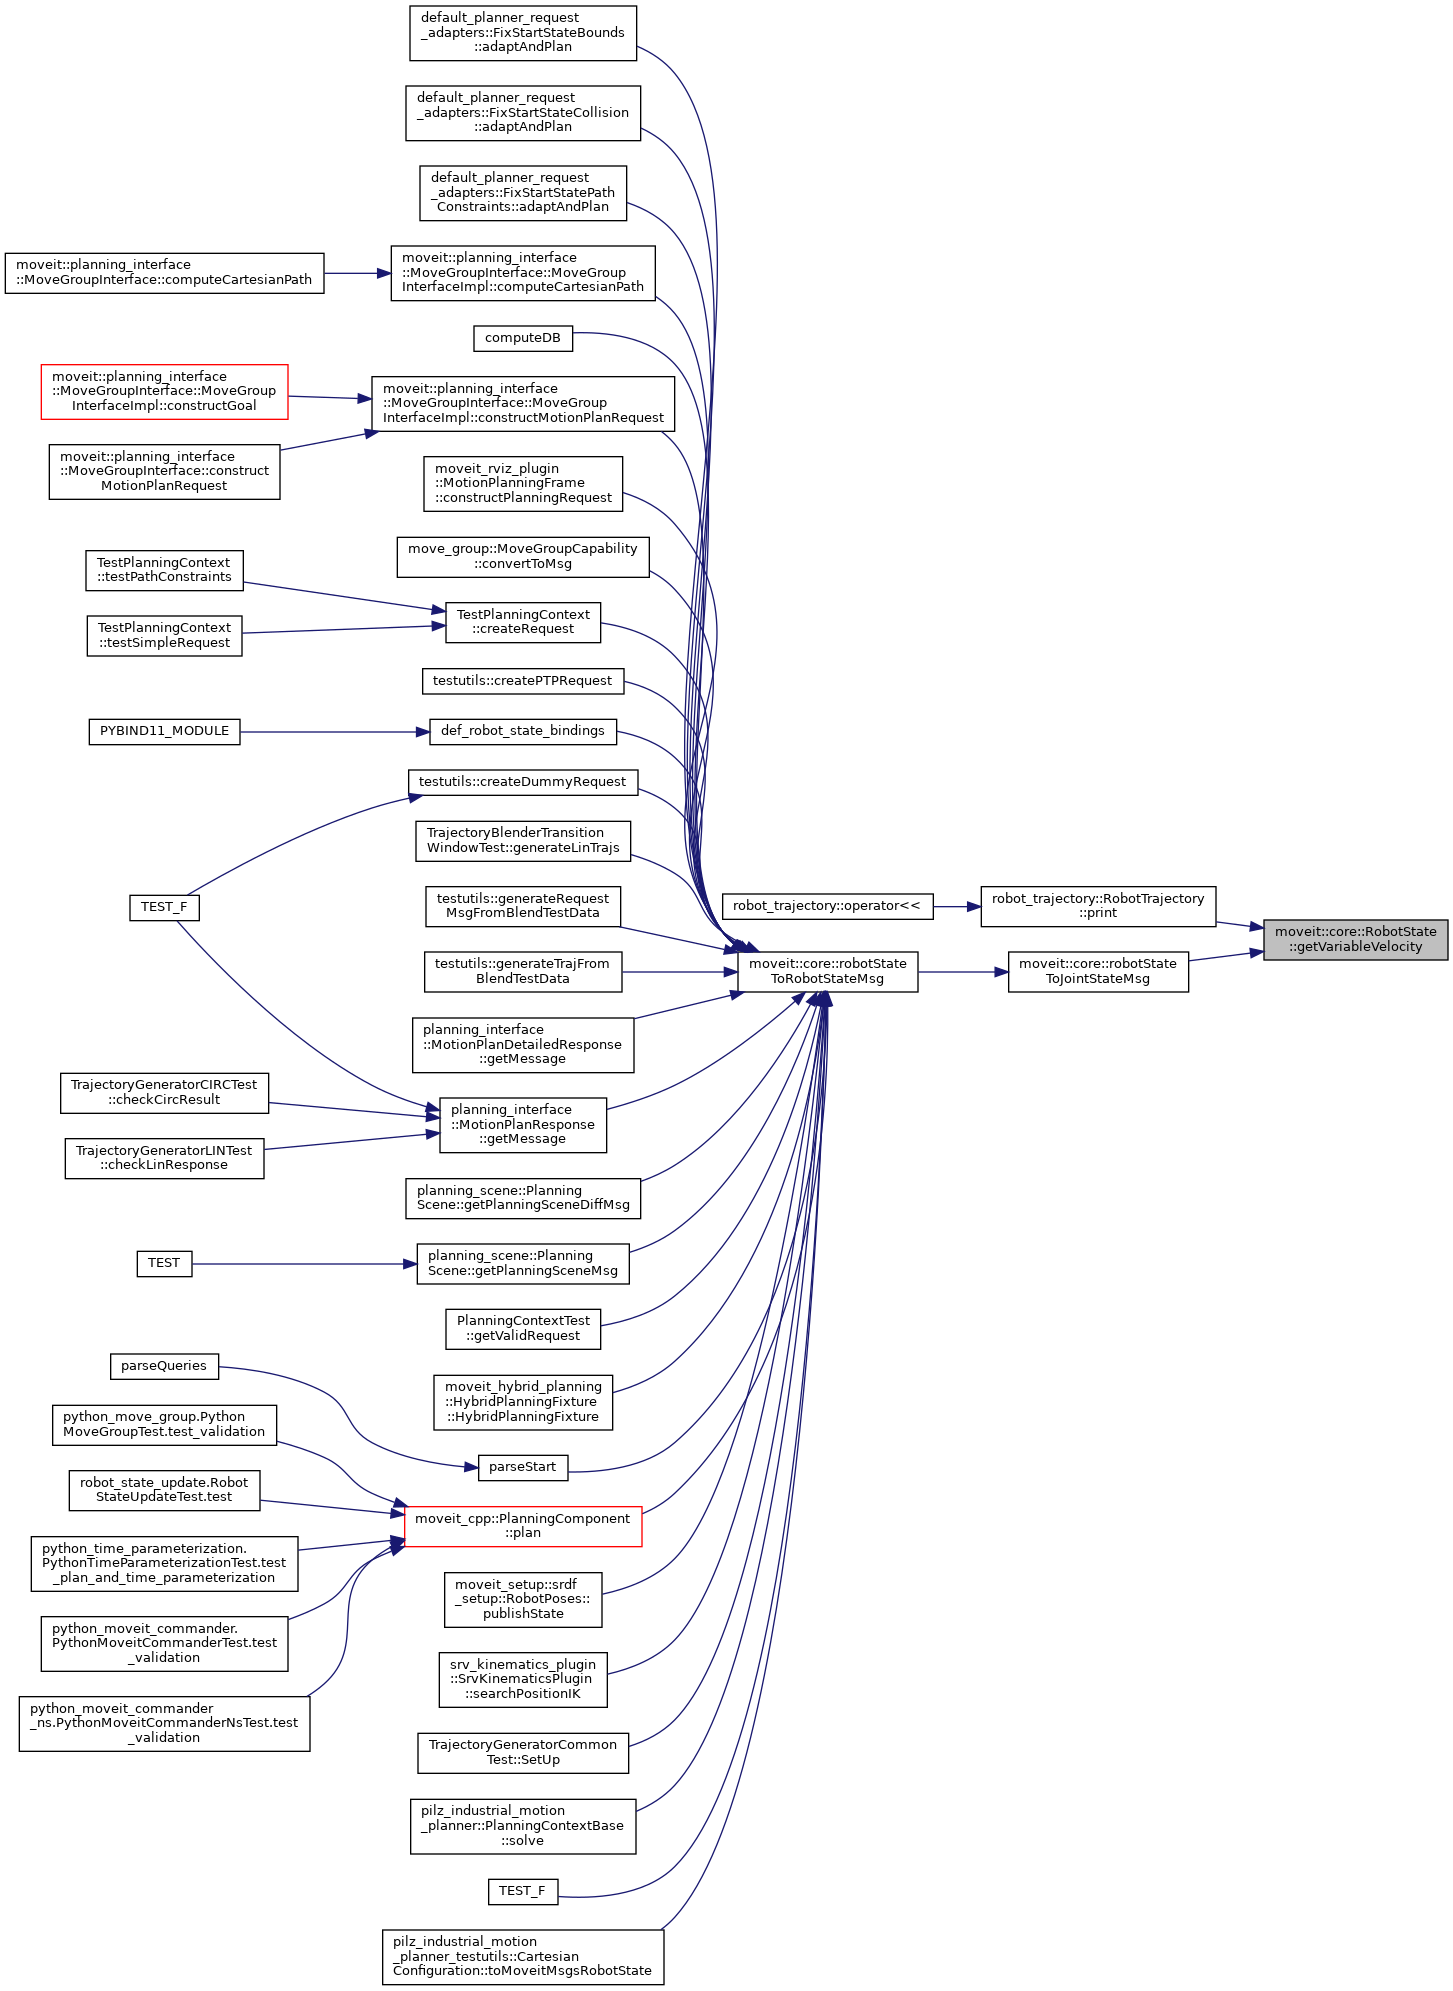 default_planner_request
_adapters::FixStartStateBounds
::adaptAndPlan
default_planner_request
_adapters::FixStartStateCollision
::adaptAndPlan
default_planner_request
_adapters::FixStartStatePath
Constraints::adaptAndPlan
moveit::planning_interface
::MoveGroupInterface::computeCartesianPath
moveit::planning_interface
::MoveGroupInterface::MoveGroup
InterfaceImpl::computeCartesianPath
computeDB
moveit::planning_interface
::MoveGroupInterface::MoveGroup
InterfaceImpl::constructGoal
moveit::planning_interface
::MoveGroupInterface::MoveGroup
InterfaceImpl::constructMotionPlanRequest
moveit::planning_interface
::MoveGroupInterface::construct
MotionPlanRequest
moveit_rviz_plugin
::MotionPlanningFrame
::constructPlanningRequest
move_group::MoveGroupCapability
::convertToMsg
TestPlanningContext
::testPathConstraints
TestPlanningContext
::createRequest
TestPlanningContext
::testSimpleRequest
testutils::createPTPRequest
PYBIND11_MODULE
def_robot_state_bindings
testutils::createDummyRequest
TrajectoryBlenderTransition
WindowTest::generateLinTrajs
TEST_F
testutils::generateRequest
MsgFromBlendTestData
robot_trajectory::operator<<
robot_trajectory::RobotTrajectory
::print
moveit::core::RobotState
::getVariableVelocity
testutils::generateTrajFrom
BlendTestData
moveit::core::robotState
ToRobotStateMsg
moveit::core::robotState
ToJointStateMsg
planning_interface
::MotionPlanDetailedResponse
::getMessage
TrajectoryGeneratorCIRCTest
::checkCircResult
planning_interface
::MotionPlanResponse
::getMessage
TrajectoryGeneratorLINTest
::checkLinResponse
planning_scene::Planning
Scene::getPlanningSceneDiffMsg
TEST
planning_scene::Planning
Scene::getPlanningSceneMsg
PlanningContextTest
::getValidRequest
parseQueries
moveit_hybrid_planning
::HybridPlanningFixture
::HybridPlanningFixture
python_move_group.Python
MoveGroupTest.test_validation
parseStart
robot_state_update.Robot
StateUpdateTest.test
moveit_cpp::PlanningComponent
::plan
python_time_parameterization.
PythonTimeParameterizationTest.test
_plan_and_time_parameterization
moveit_setup::srdf
_setup::RobotPoses::
publishState
python_moveit_commander.
PythonMoveitCommanderTest.test
_validation
srv_kinematics_plugin
::SrvKinematicsPlugin
::searchPositionIK
python_moveit_commander
_ns.PythonMoveitCommanderNsTest.test
_validation
TrajectoryGeneratorCommon
Test::SetUp
pilz_industrial_motion
_planner::PlanningContextBase
::solve
TEST_F
pilz_industrial_motion
_planner_testutils::Cartesian
Configuration::toMoveitMsgsRobotState